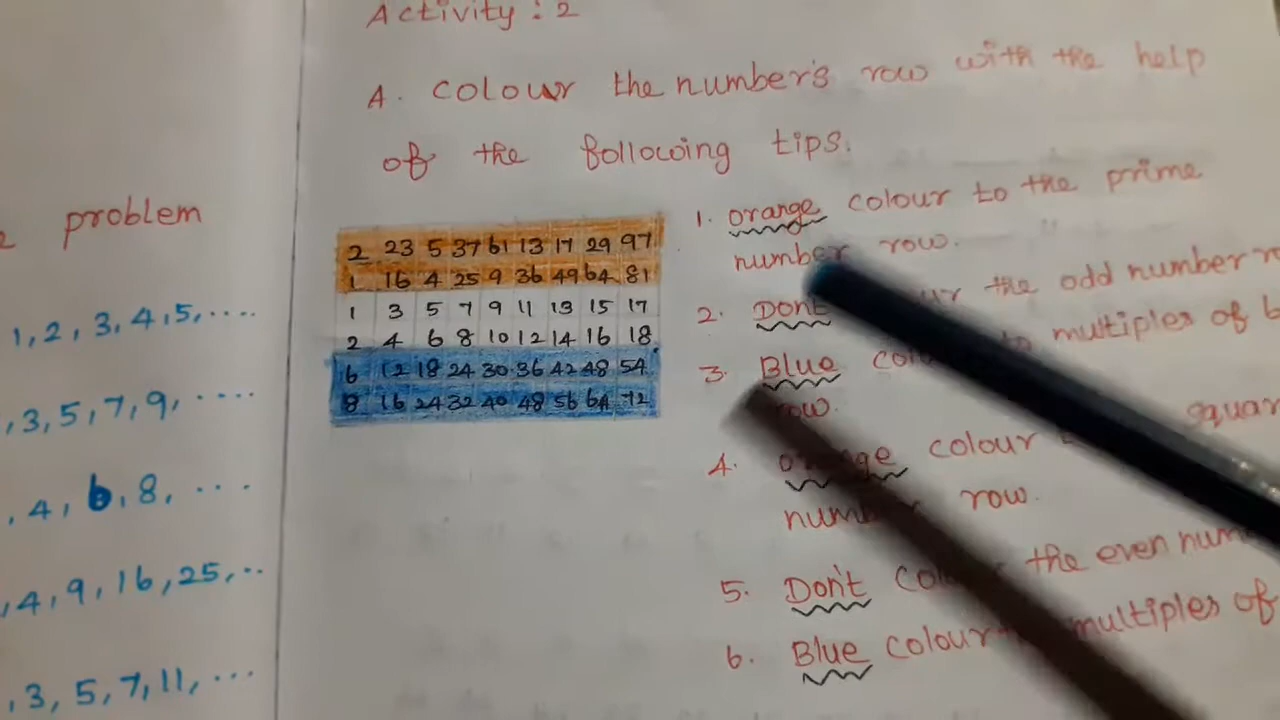 Activity : 2
A. Colour the number's row with the help
of the following tips.
problem
1,2,3,4,5,....
,3,5,7,9,....
,4,6,8,...
,4,9,16,25,..
,3,5,7,11,...
2 23 5 37 61 13 17 29 97
1 16 4 25 9 36 49 64 81
1 3 5 7 9 11 13 15 17
2 4 6 8 10 12 14 16 18
6 12 18 24 30 36 42 48 54
8 16 24 32 40 48 56 64 72
1. orange colour to the prime
number row.
2. Dont the odd number
3. Blue multiples of
row.
4. orange colour
number row.
5. Don't the even
6. Blue colour multiples of